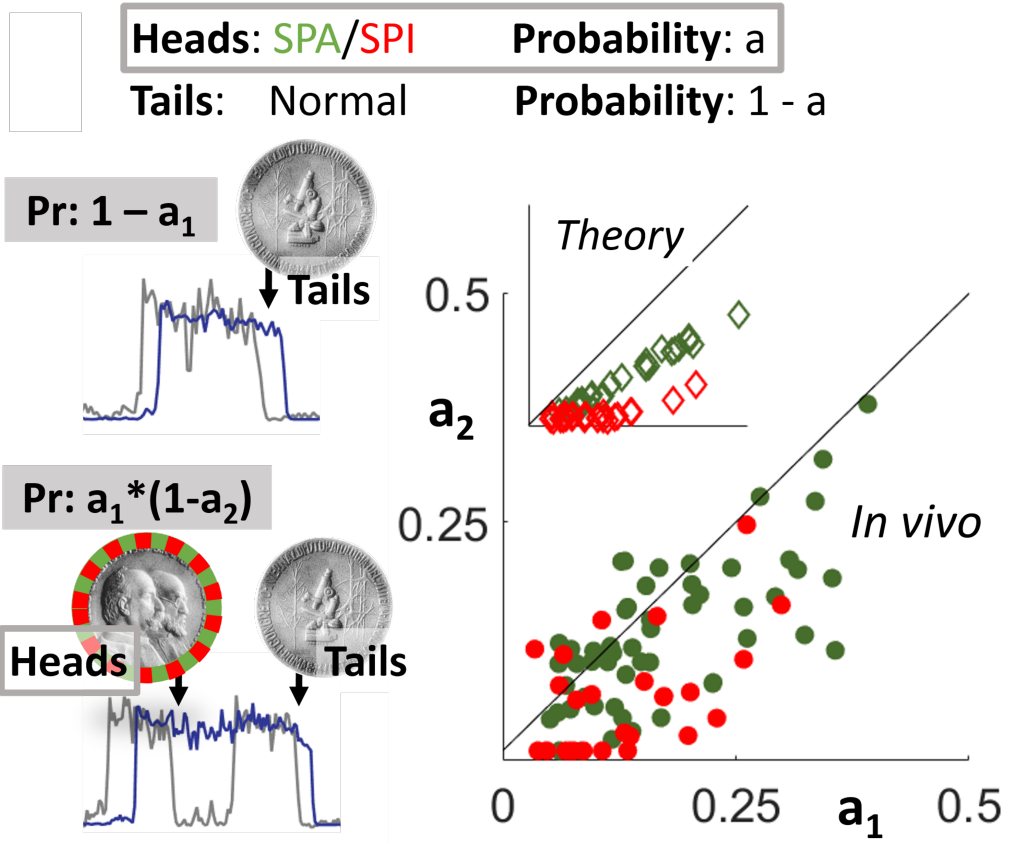 Heads: SPA/SPI Probability: a
Tails: Normal Probability: 1 - a
Pr: 1 – a₁
Tails
Pr: a₁*(1-a₂)
Heads
Tails
Theory
In vivo
0.5
a₂
0.25
0 0.25 a₁ 0.5